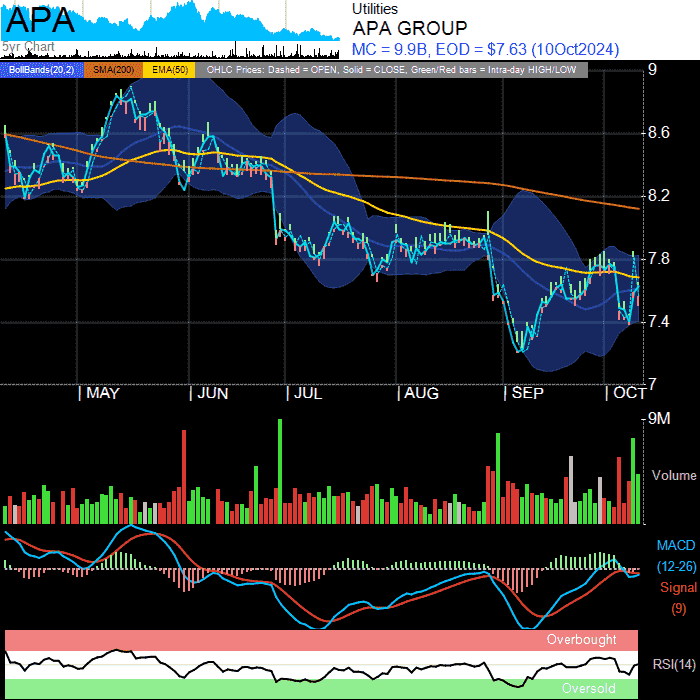 APA
5yr Chart
Utilities
APA GROUP
MC = 9.9B, EOD = $7.63 (10Oct2024)
BollBands(20,2) SMA(200) EMA(50) OHLC Prices: Dashed = OPEN, Solid = CLOSE, Green/Red bars = Intra-day HIGH/LOW
9
8.6
8.2
7.8
7.4
7
| MAY | JUN | JUL | AUG | SEP | OCT
9M
Volume
MACD
(12-26)
Signal
(9)
Overbought
RSI(14)
Oversold